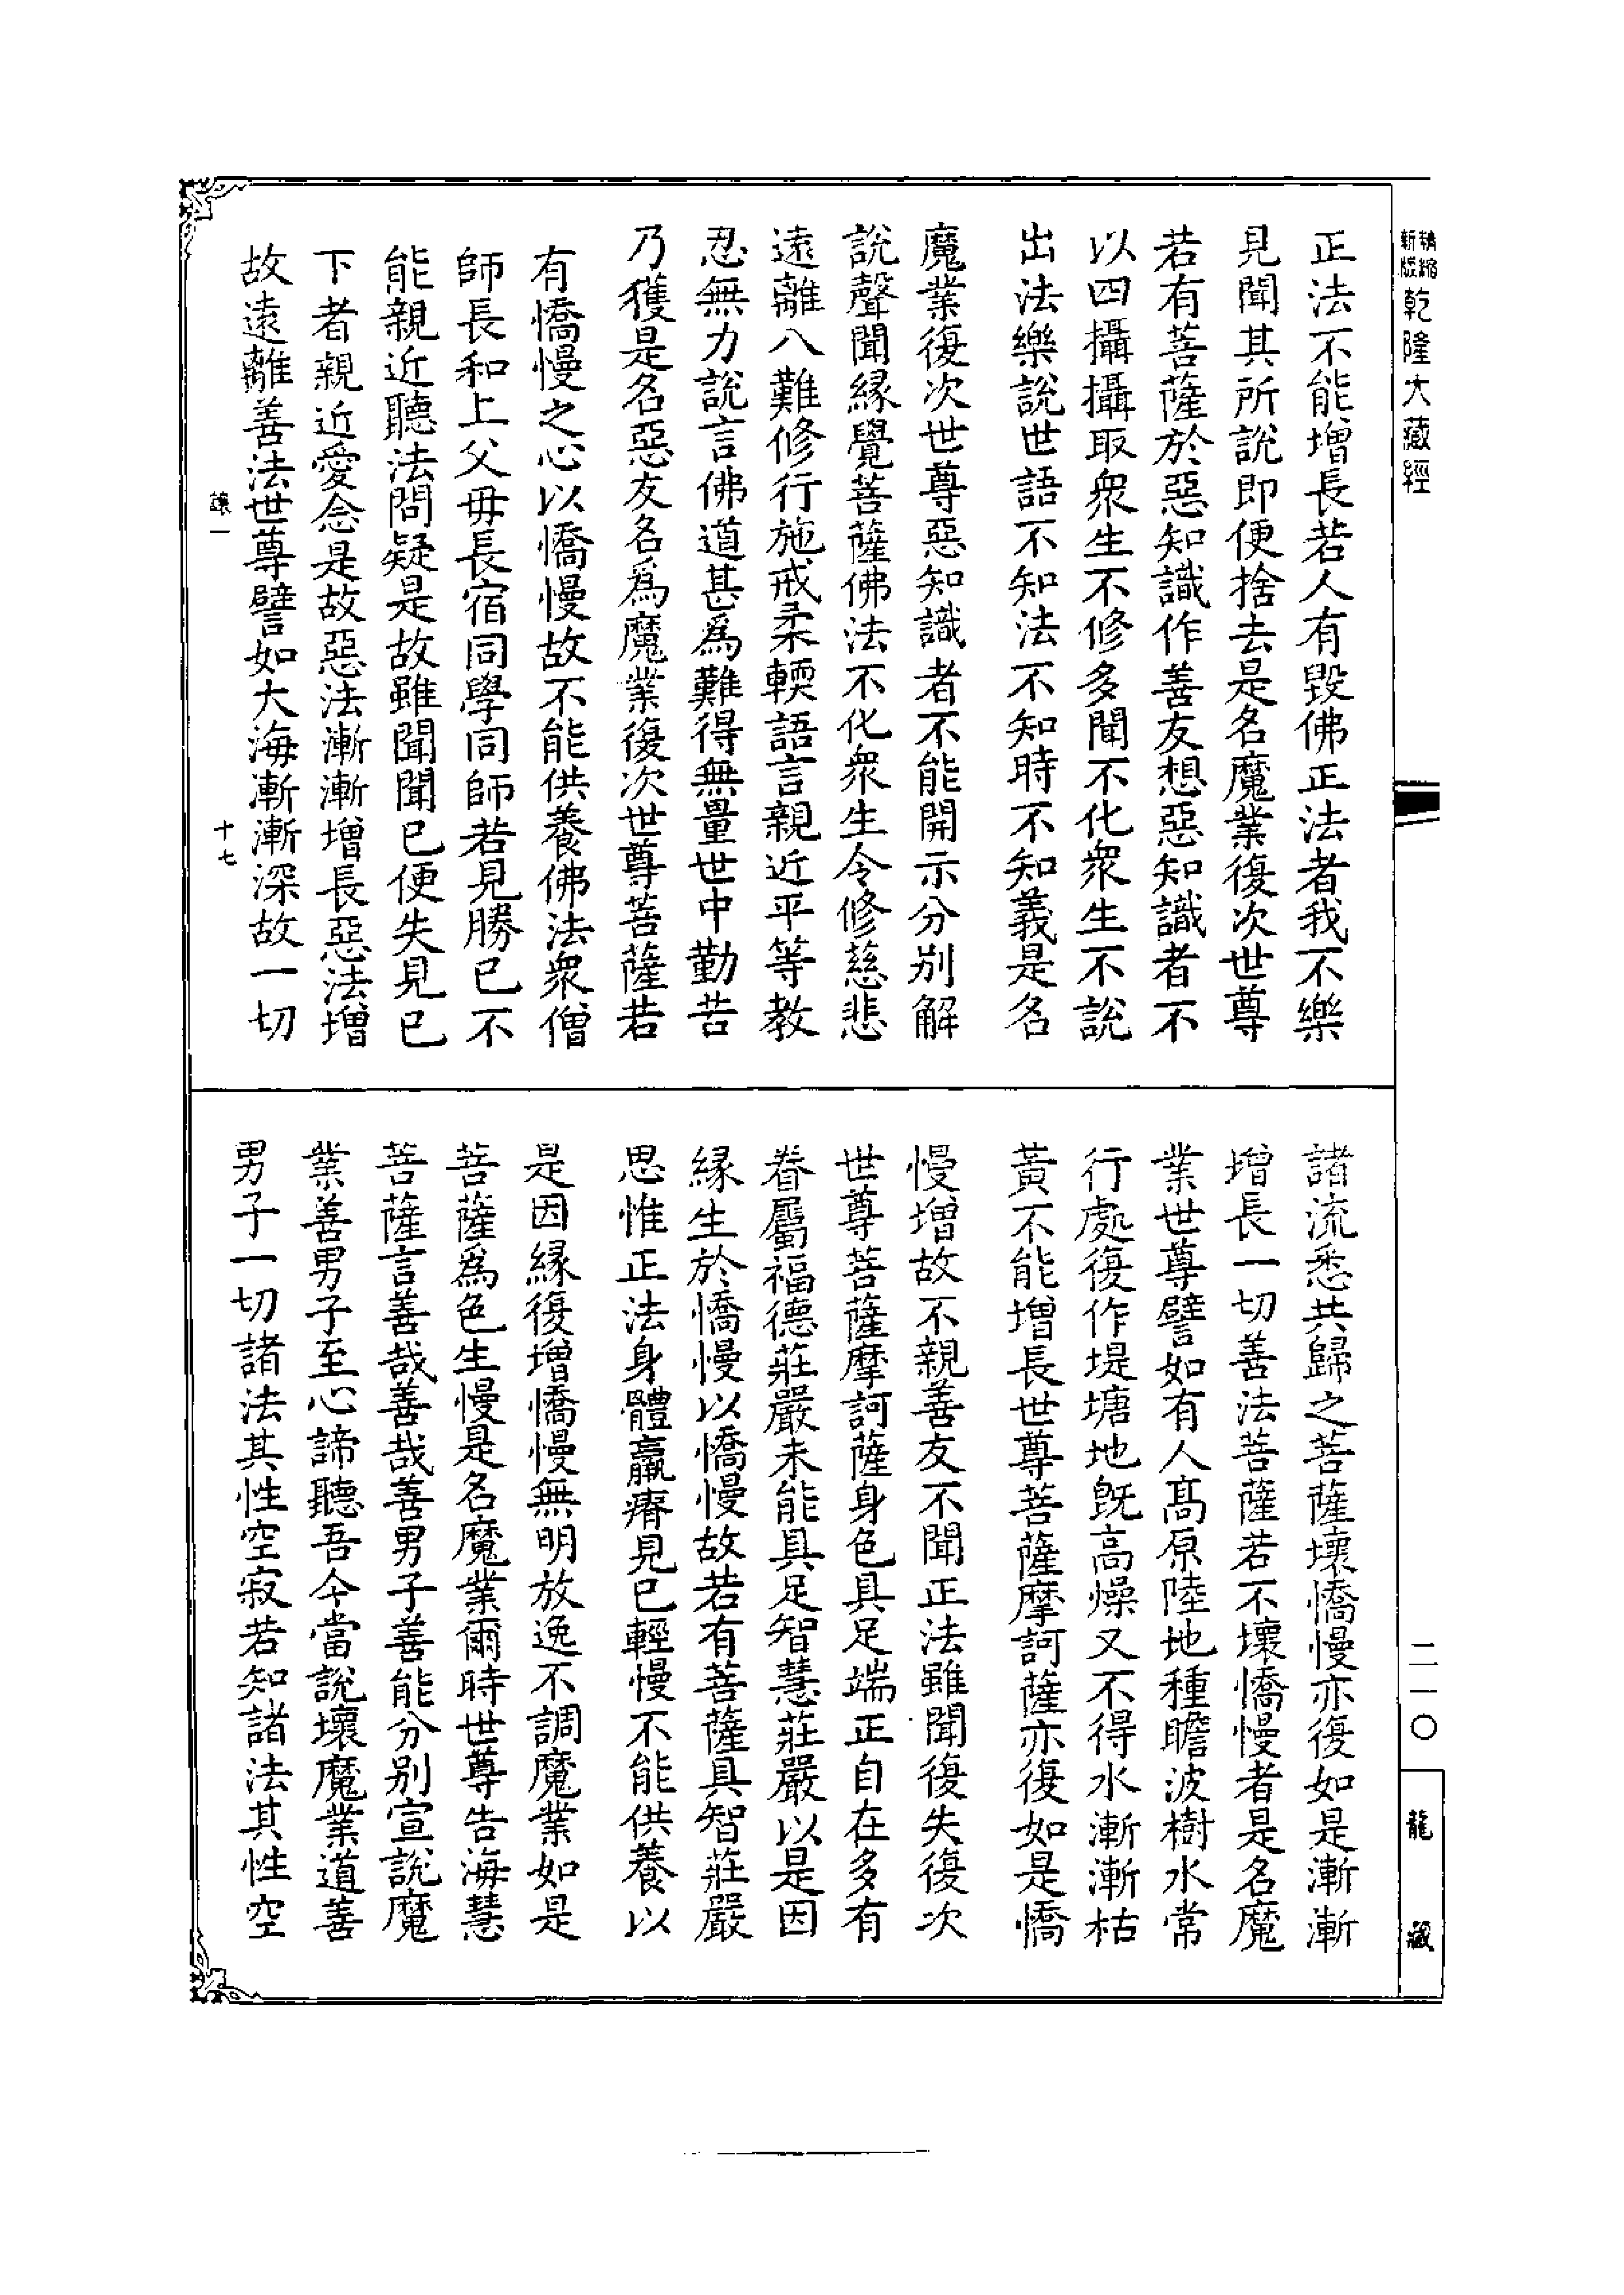 精縮
新版
乾隆大藏經
正法不能增長若人有毀佛正法者我不樂
見聞其所說即便捨去是名魔業復次世尊
若有菩薩於惡知識作善友想惡知識者不
以四攝攝取衆生不修多聞不化衆生不說
出法樂說世語不知法不知時不知義是名
魔業復次世尊惡知識者不能開示分別解
說聲聞緣覺菩薩佛法不化衆生令修慈悲
遠離八難修行施戒柔輭語言親近平等教
忍無力說言佛道甚爲難得無量世中勤苦
乃獲是名惡友名爲魔業復次世尊菩薩若
有憍慢之心以憍慢故不能供養佛法衆僧
師長和上父毋長宿同學同師若見勝已不
能親近聽法問疑是故雖聞聞已便失見已
下者親近愛念是故惡法漸漸增長惡法增
故遠離善法世尊譬如大海漸漸深故一切
十七
諸流悉共歸之菩薩壞憍慢亦復如是漸漸
增長一切善法菩薩若不壞憍慢者是名魔
業世尊譬如有人髙原陸地種瞻波樹水常
行處復作堤塘地旣高燥又不得水漸漸枯
黃不能增長世尊菩薩摩訶薩亦復如是憍
慢增故不親善友不聞正法雖聞復失復次
世尊菩薩摩訶薩身色具足端正自在多有
眷屬福德莊嚴未能具足智慧莊嚴以是因
緣生於憍慢以憍慢故若有菩薩具智莊嚴
思惟正法身體羸瘠見已輕慢不能供養以
是因緣復增憍慢無明放逸不調魔業如是
菩薩爲色生慢是名魔業爾時世尊告海慧
菩薩言善哉善哉善男子善能分別宣說魔
業善男子至心諦聽吾今當說壞魔業道善
男子一切諸法其性空寂若知諸法其性空
二一〇
龍藏